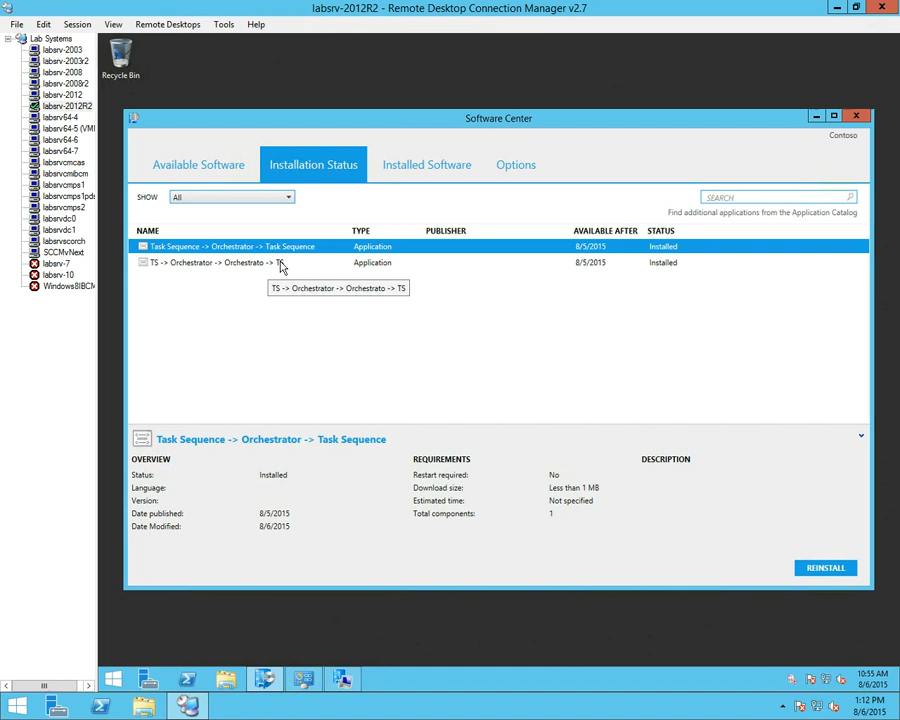 labsrv-2012R2 - Remote Desktop Connection Manager v2.7
File Edit Session View Remote Desktops Tools Help
Lab Systems
labsrv-2003
labsrv-2003r2
labsrv-2008
labsrv-2008r2
labsrv-2012
labsrv-2012R2
labsrv64-4
labsrv64-5 (VMI
labsrv64-6
labsrv64-7
labsrvcmcas
labsrvcmbcm
labsrvcmps1
labsrvcmps1pds
labsrvcmps2
labsrvdc0
labsrvdc1
labsrvscorch
SCCMvNext
labsrv-7
labsrv-10
Windows8IBCM
Recycle Bin
Software Center
Contoso
Available Software Installation Status Installed Software Options
SHOW All SEARCH
Find additional applications from the Application Catalog
NAME TYPE PUBLISHER AVAILABLE AFTER STATUS
Task Sequence -> Orchestrator -> Task Sequence Application 8/5/2015 Installed
TS -> Orchestrator -> Orchestrato -> TS Application 8/5/2015 Installed
TS -> Orchestrator -> Orchestrato -> TS
Task Sequence -> Orchestrator -> Task Sequence
OVERVIEW REQUIREMENTS DESCRIPTION
Status: Installed Restart required: No
Language: Download size: Less than 1 MB
Version: Estimated time: Not specified
Date published: 8/5/2015 Total components: 1
Date Modified: 8/6/2015
REINSTALL
10:55 AM
8/6/2015
1:12 PM
8/6/2015